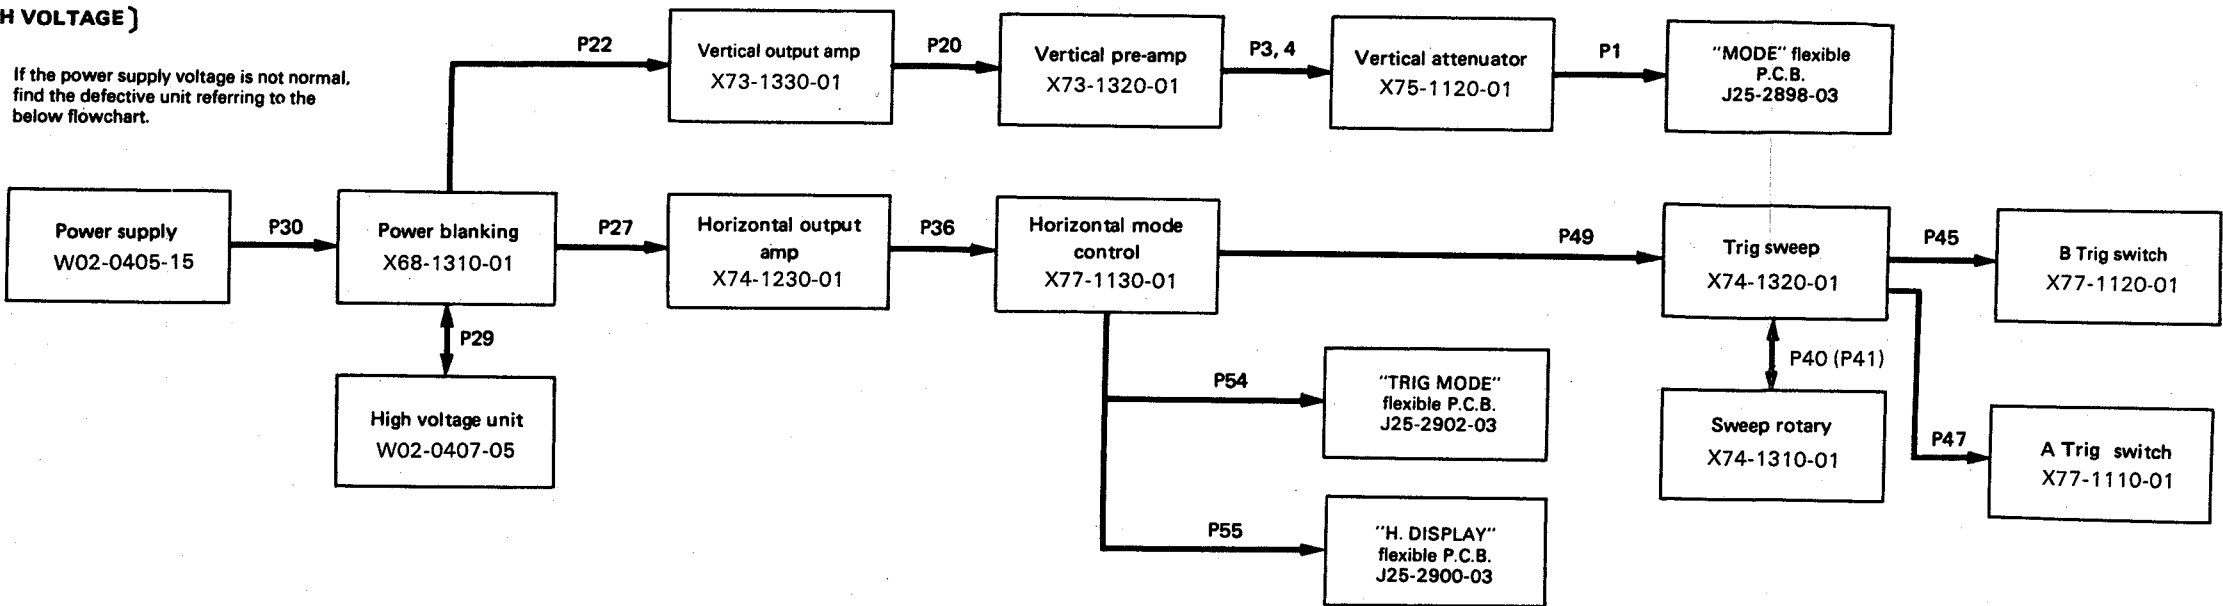 H VOLTAGE]
If the power supply voltage is not normal,
find the defective unit referring to the
below flowchart.
P22
Vertical output amp
X73-1330-01
P20
Vertical pre-amp
X73-1320-01
P3, 4
Vertical attenuator
X75-1120-01
P1
"MODE" flexible
P.C.B.
J25-2898-03
Power supply
W02-0405-15
P30
Power blanking
X68-1310-01
P27
Horizontal output
amp
X74-1230-01
P36
Horizontal mode
control
X77-1130-01
P49
Trig sweep
X74-1320-01
P45
B Trig switch
X77-1120-01
P29
High voltage unit
W02-0407-05
P54
"TRIG MODE"
flexible P.C.B.
J25-2902-03
P40 (P41)
Sweep rotary
X74-1310-01
P47
A Trig switch
X77-1110-01
P55
"H. DISPLAY"
flexible P.C.B.
J25-2900-03